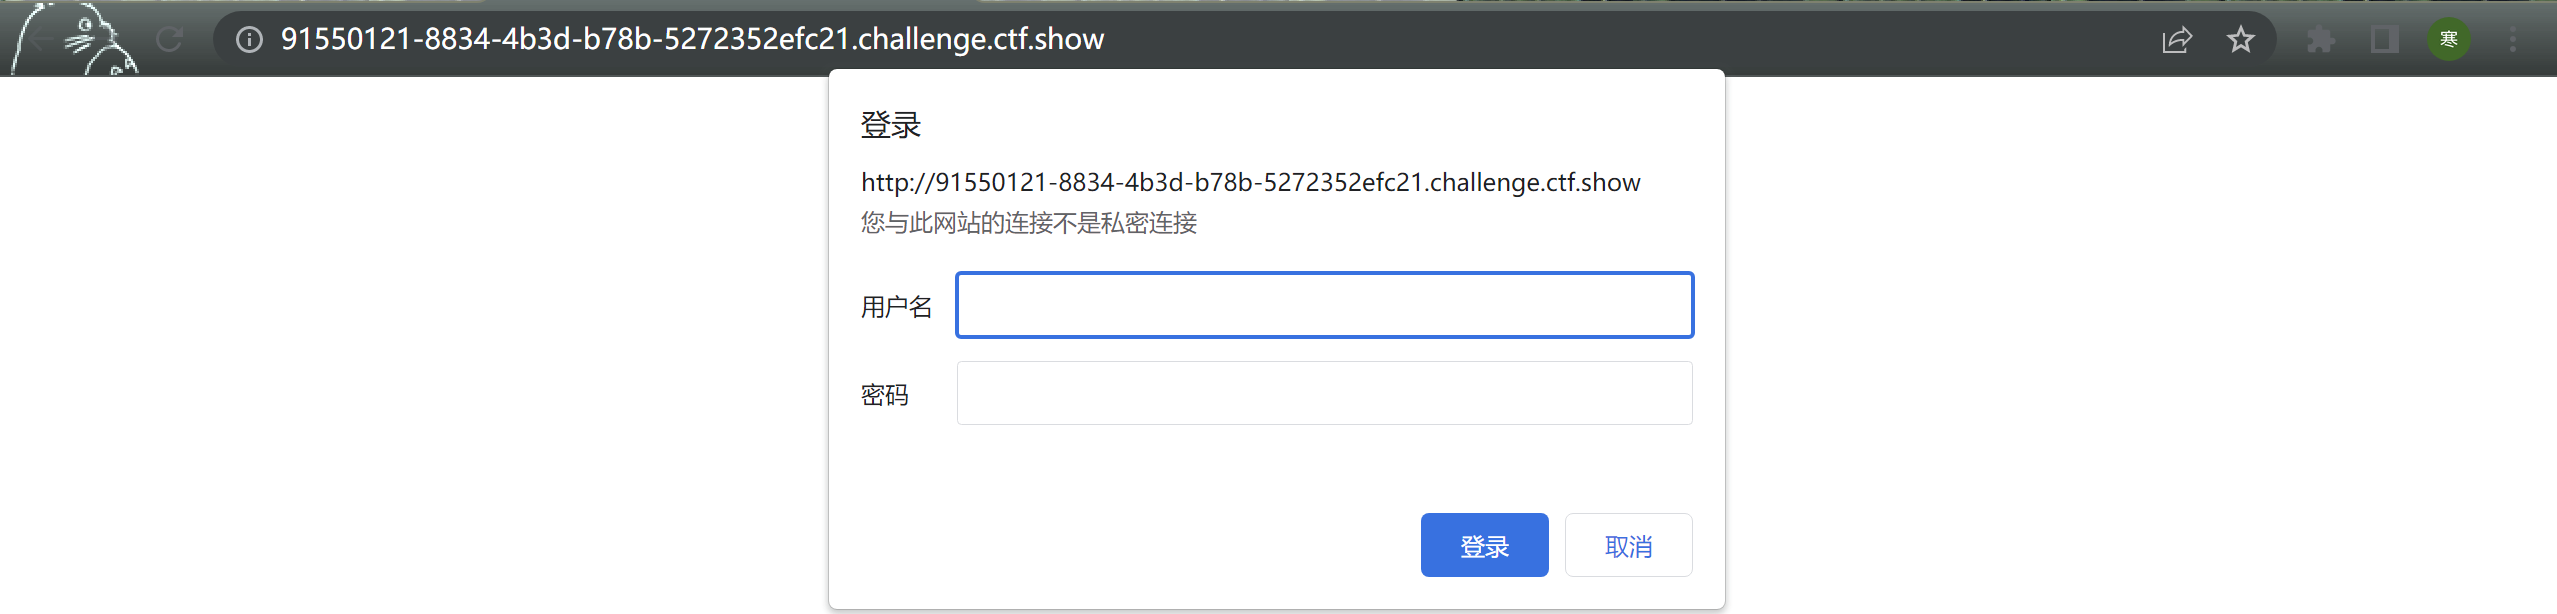 91550121-8834-4b3d-b78b-5272352efc21.challenge.ctf.show
寒
登录
http://91550121-8834-4b3d-b78b-5272352efc21.challenge.ctf.show
您与此网站的连接不是私密连接
用户名
密码
登录 取消